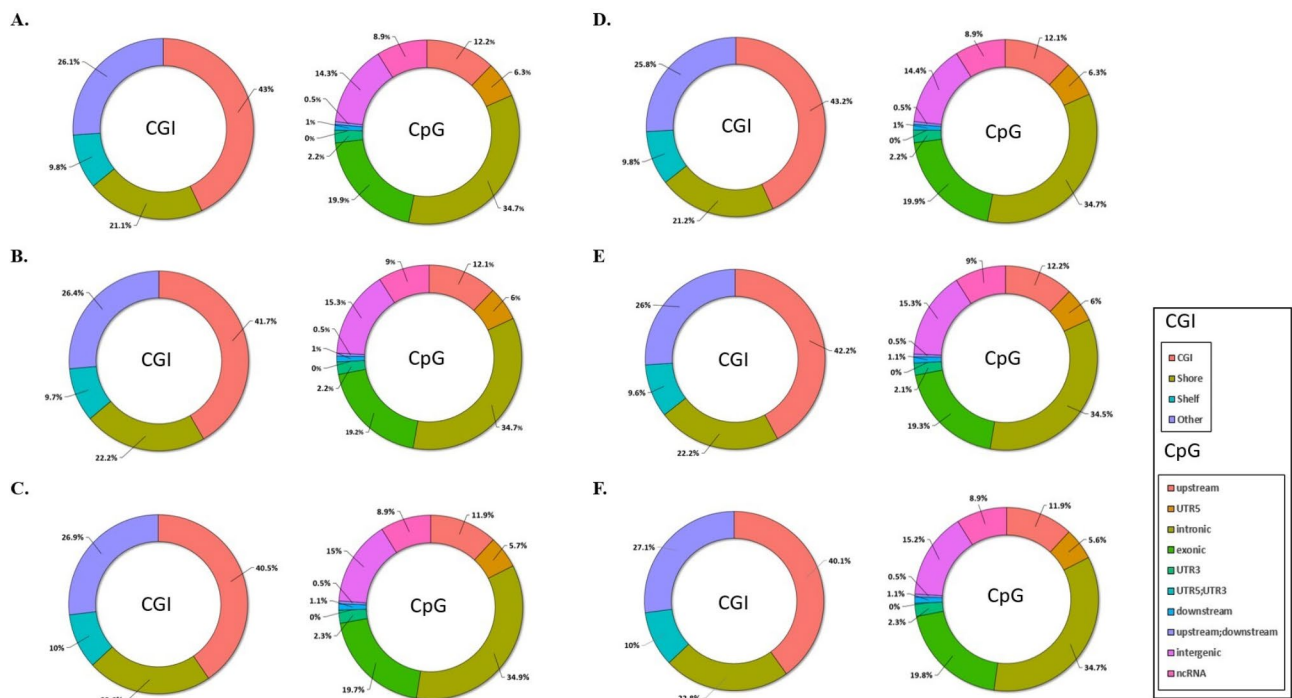 A.
43%
21.1%
9.8%
26.1%
CGI
12.2%
6.3%
34.7%
19.9%
2.2%
0%
1%
0.5%
14.3%
8.9%
CpG
D.
43.2%
21.2%
9.8%
25.8%
CGI
12.1%
6.3%
34.7%
19.9%
2.2%
0%
1%
0.5%
14.4%
8.9%
CpG
B.
41.7%
22.2%
9.7%
26.4%
CGI
12.1%
6%
34.7%
19.2%
2.2%
0%
1%
0.5%
15.3%
9%
CpG
E
42.2%
22.2%
9.6%
26%
CGI
12.2%
6%
34.5%
19.3%
2.1%
0%
1.1%
0.5%
15.3%
9%
CpG
C.
40.5%
10%
26.9%
CGI
11.9%
5.7%
34.9%
19.7%
2.3%
0%
1.1%
0.5%
15%
8.9%
CpG
F.
40.1%
22.8%
10%
27.1%
CGI
11.9%
5.6%
34.7%
19.8%
2.3%
0%
1.1%
0.5%
15.2%
8.9%
CpG
CGI
CGI
Shore
Shelf
Other
CpG
upstream
UTR5
intronic
exonic
UTR3
UTR5;UTR3
downstream
upstream;downstream
intergenic
ncRNA